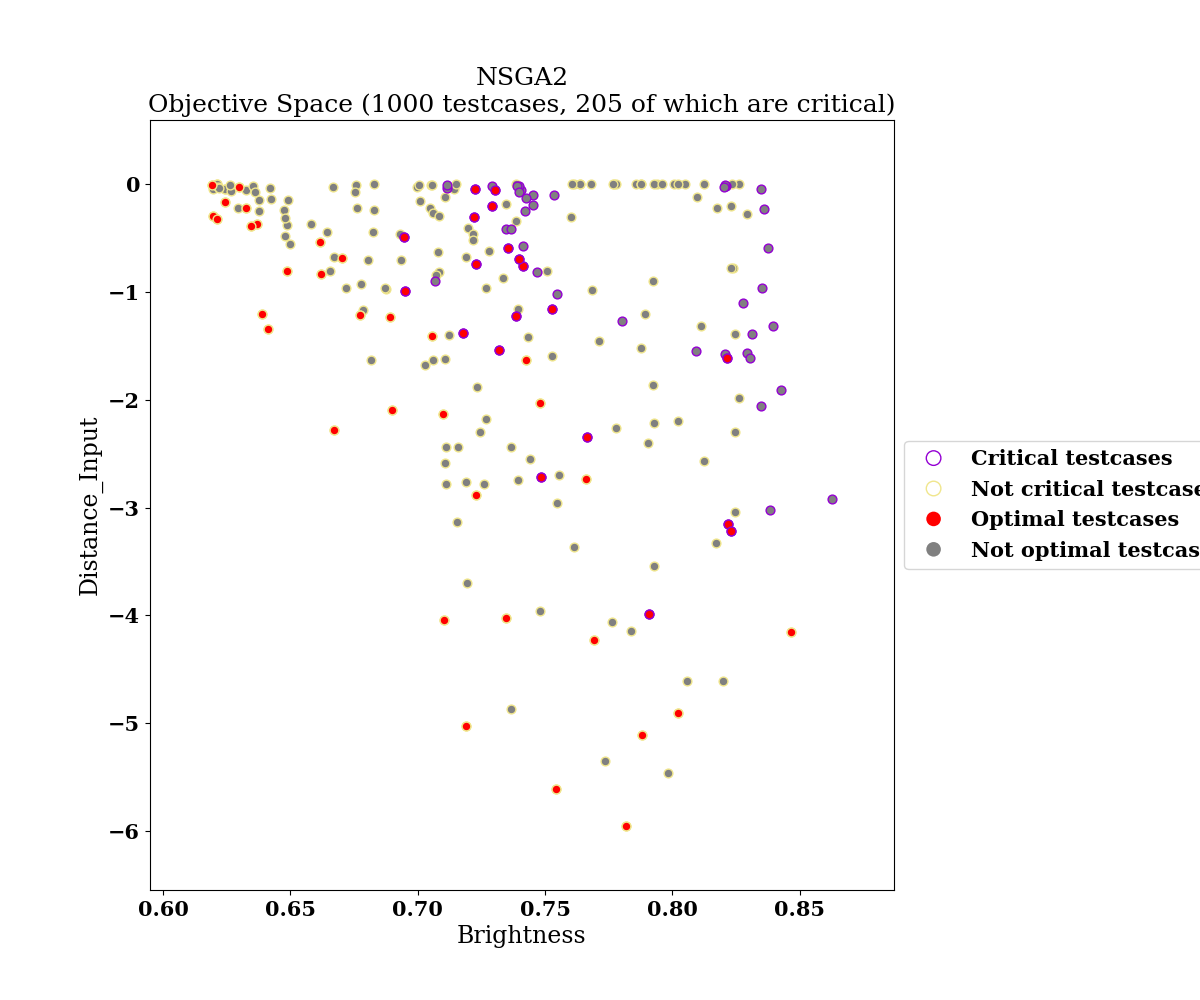 NSGA2
Objective Space (1000 testcases, 205 of which are critical)
0
−1
−2
−3
−4
−5
−6
Distance_Input
0.60 0.65 0.70 0.75 0.80 0.85
Brightness
Critical testcases
Not critical testcase
Optimal testcases
Not optimal testcas